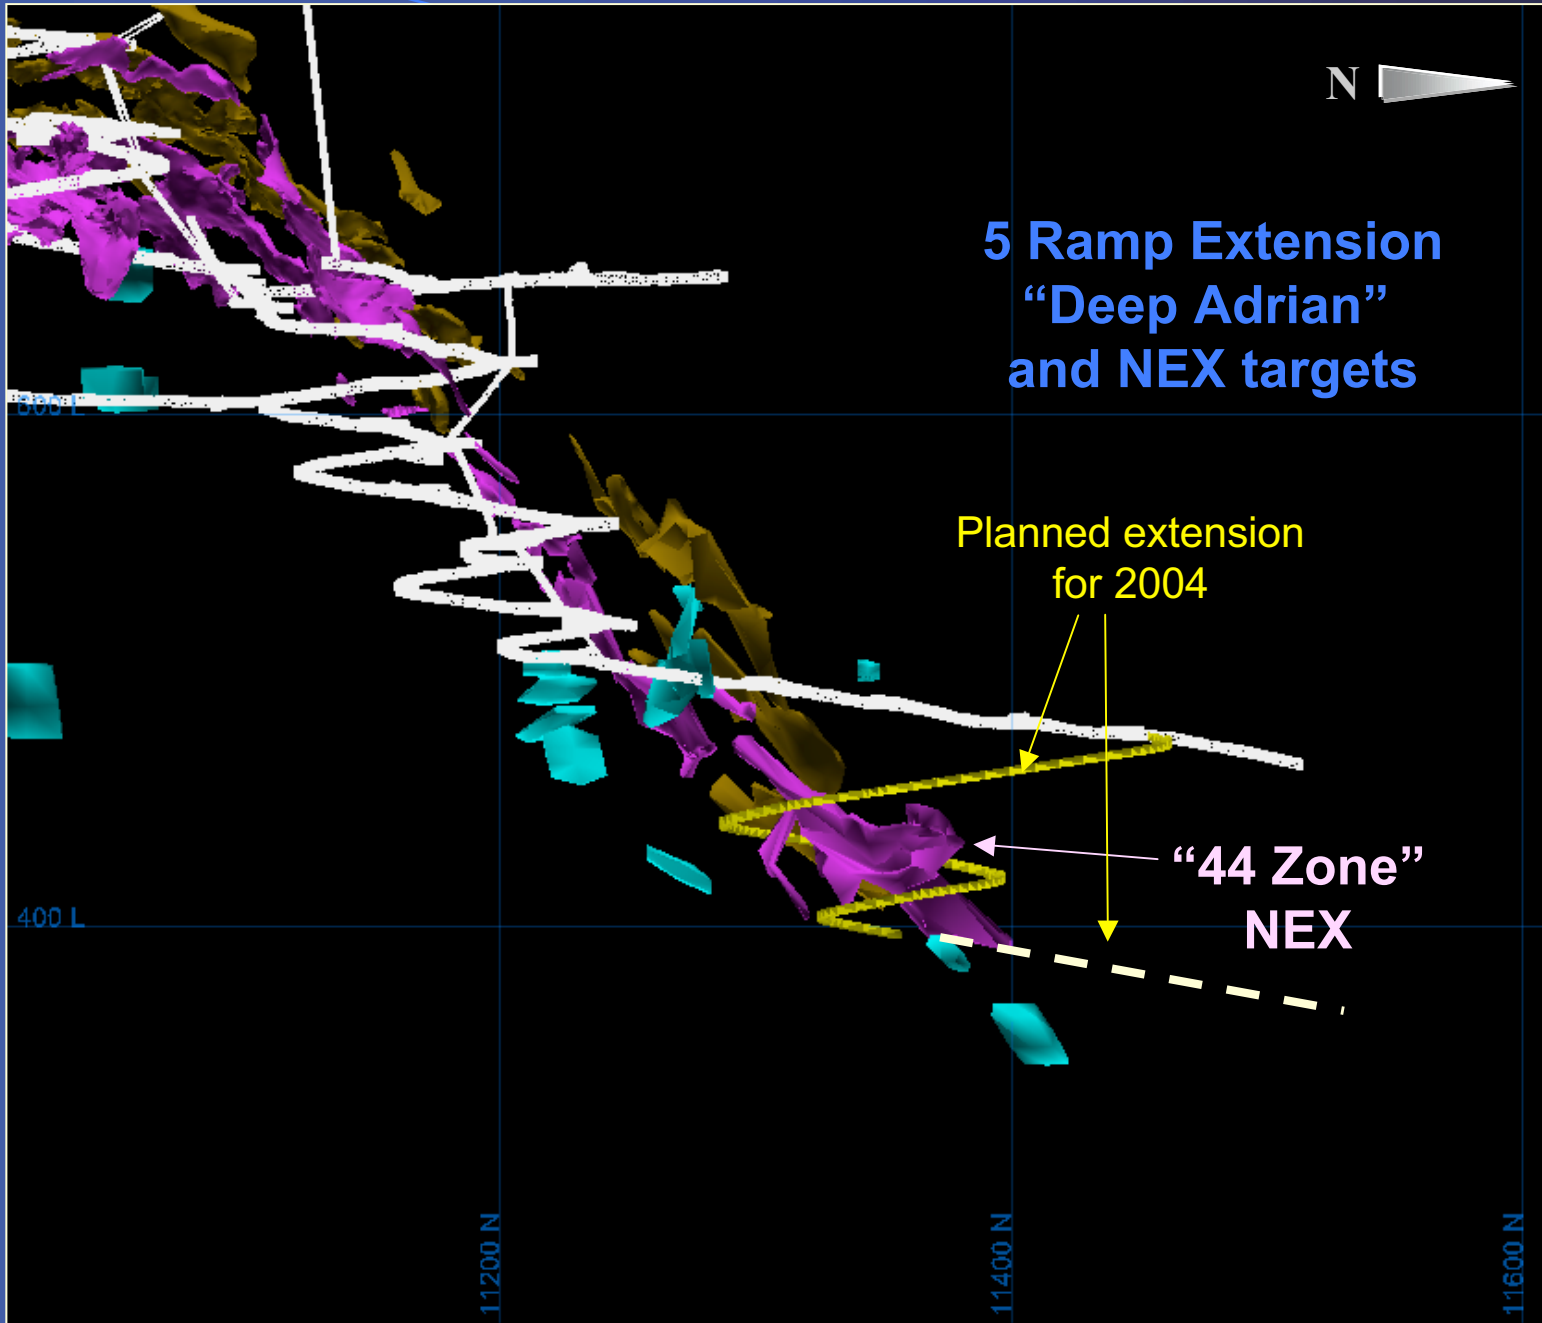 N
5 Ramp Extension
“Deep Adrian”
and NEX targets
600 L
Planned extension
for 2004
“44 Zone”
NEX
400 L
11200 N
11400 N
11600 N